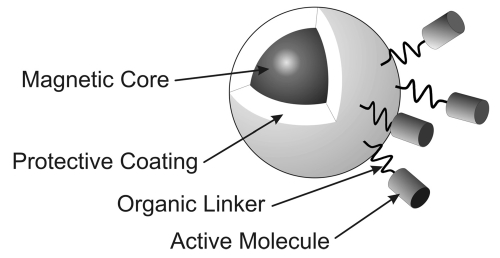 Magnetic Core
Protective Coating
Organic Linker
Active Molecule